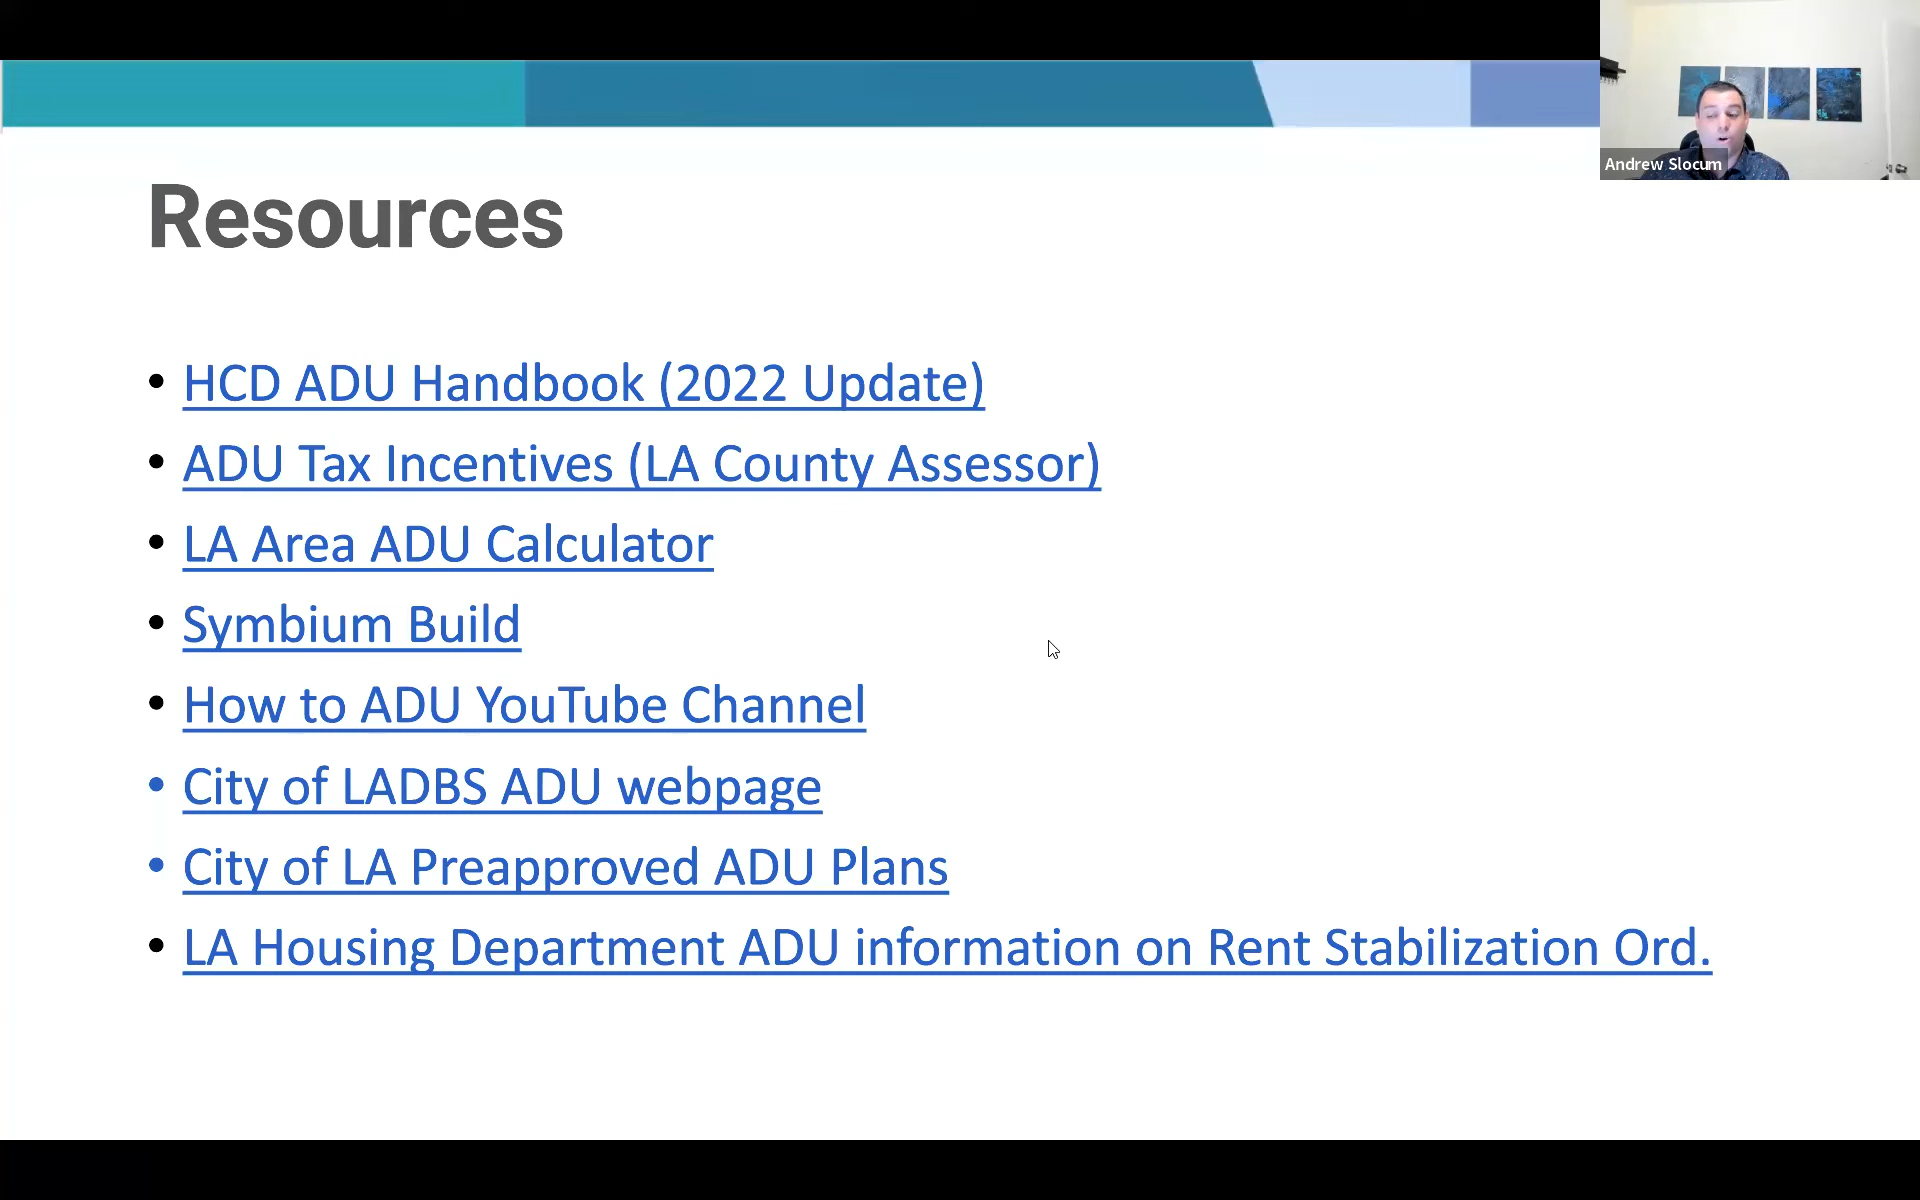 Andrew Slocum
Resources
• HCD ADU Handbook (2022 Update)
• ADU Tax Incentives (LA County Assessor)
• LA Area ADU Calculator
• Symbium Build
• How to ADU YouTube Channel
• City of LADBS ADU webpage
• City of LA Preapproved ADU Plans
• LA Housing Department ADU information on Rent Stabilization Ord.